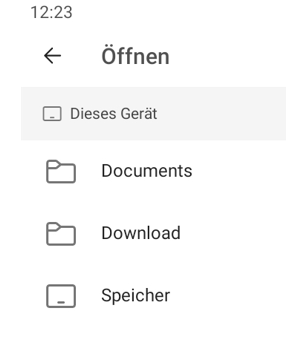 12:23
Öffnen
Dieses Gerät
Documents
Download
Speicher